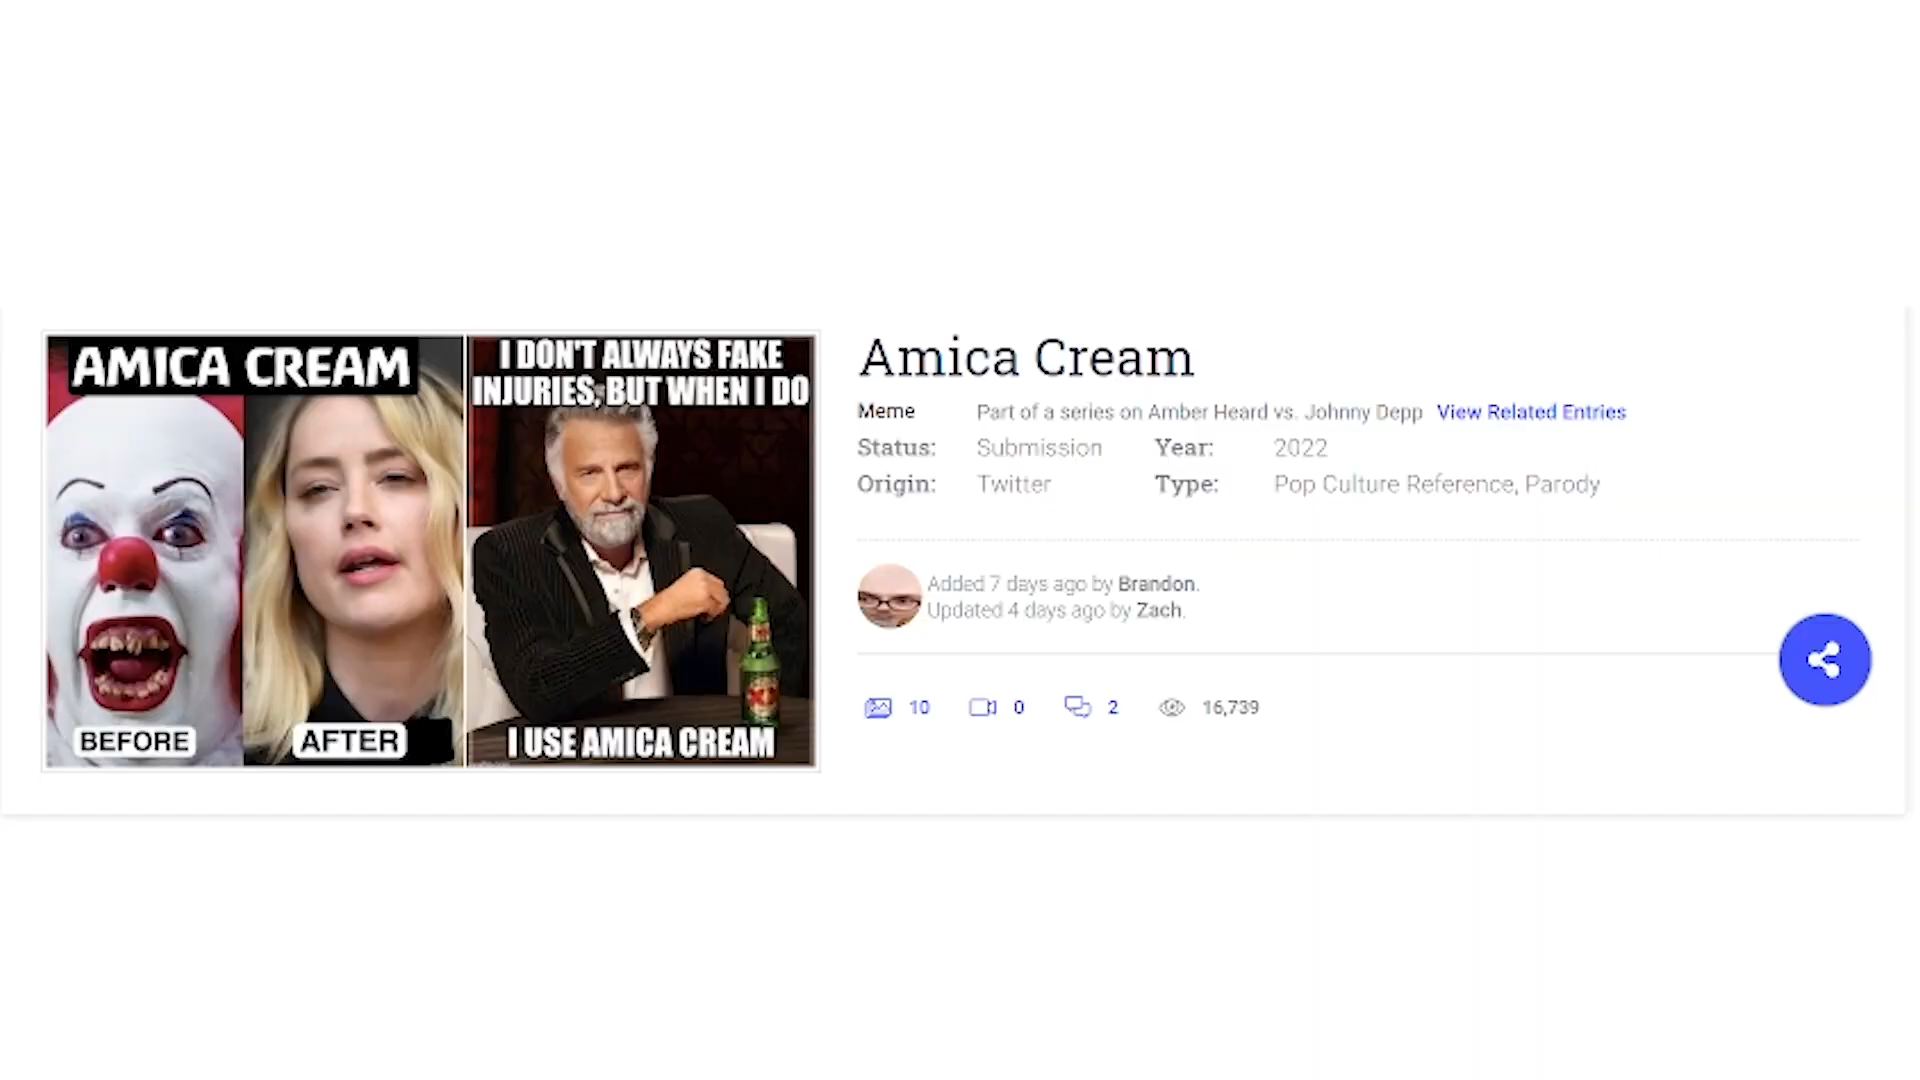 AMICA CREAM
BEFORE
AFTER
I DON'T ALWAYS FAKE
INJURIES, BUT WHEN I DO
I USE AMICA CREAM
Amica Cream
Meme Part of a series on Amber Heard vs. Johnny Depp View Related Entries
Status: Submission Year: 2022
Origin: Twitter Type: Pop Culture Reference, Parody
Added 7 days ago by Brandon.
Updated 4 days ago by Zach.
10 0 2 16,739